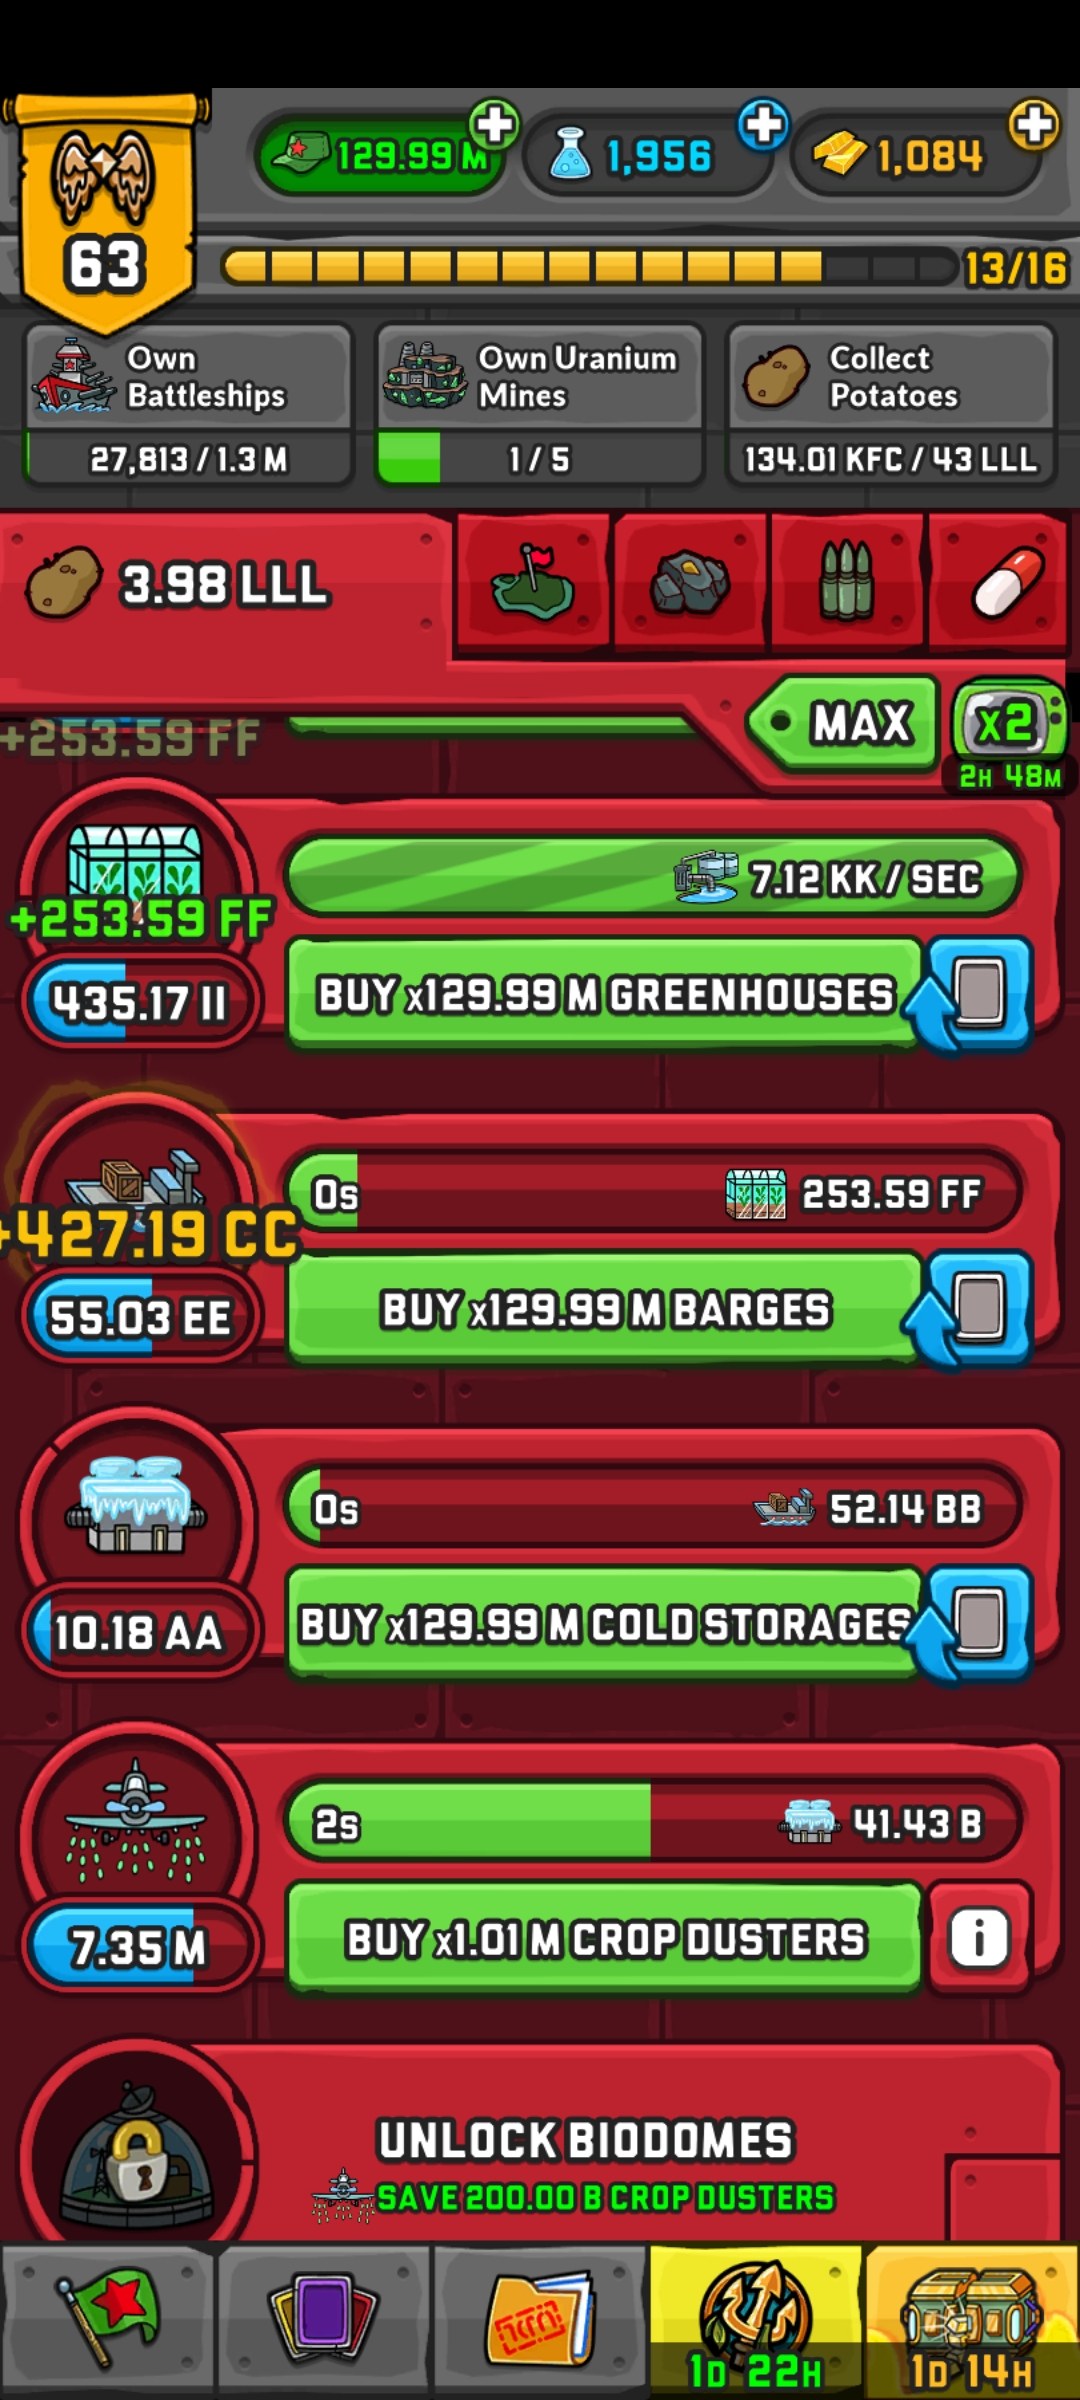 129.99 M
1,956
1,084
63
13/16
Own Battleships
27,813 / 1.3 M
Own Uranium Mines
1 / 5
Collect Potatoes
134.01 KFC / 43 LLL
3.98 LLL
MAX
x2
2H 48M
+253.59 FF
7.12 KK / SEC
+253.59 FF
435.17 II
BUY x129.99 M GREENHOUSES
0s
253.59 FF
+427.19 CC
55.03 EE
BUY x129.99 M BARGES
0s
52.14 BB
10.18 AA
BUY x129.99 M COLD STORAGES
2s
41.43 B
7.35 M
BUY x1.01 M CROP DUSTERS
i
UNLOCK BIODOMES
SAVE 200.00 B CROP DUSTERS
1D 22H
1D 14H